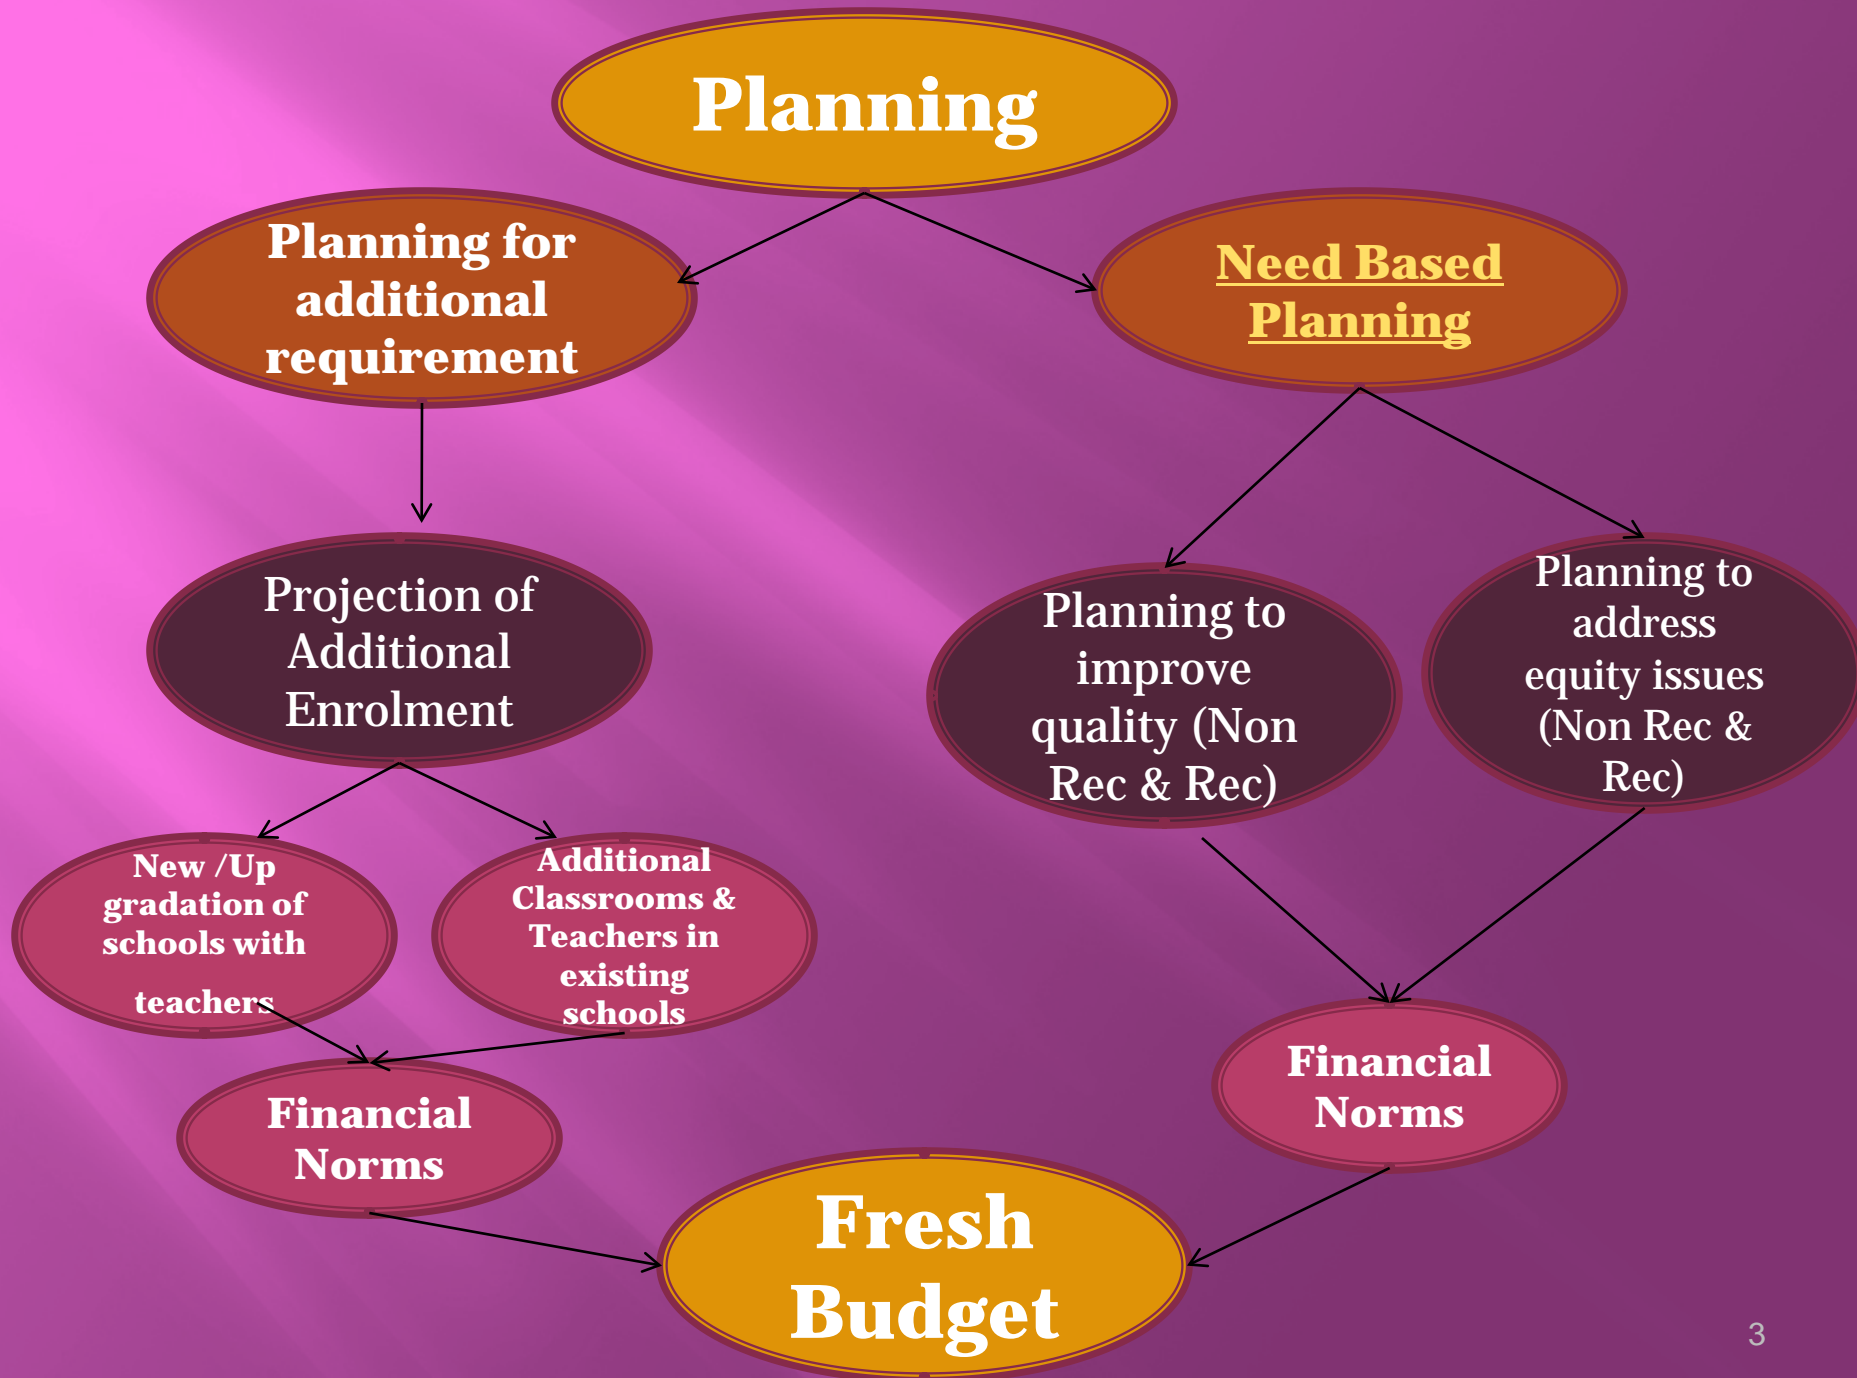 Planning
Planning for
additional
requirement
Need Based
Planning
Projection of
Additional
Enrolment
Planning to
improve
quality (Non
Rec & Rec)
Planning to
address
equity issues
(Non Rec &
Rec)
New /Up
gradation of
schools with
teachers
Additional
Classrooms &
Teachers in
existing
schools
Financial
Norms
Financial
Norms
Fresh
Budget
3